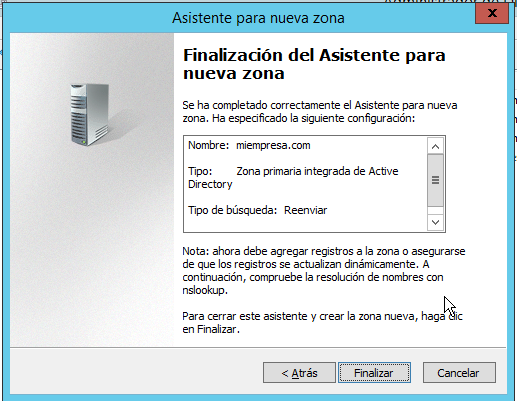 Asistente para nueva zona
x
Finalización del Asistente para
nueva zona
Se ha completado correctamente el Asistente para nueva
zona. Ha especificado la siguiente configuración:
Nombre: miempresa.com
Tipo: Zona primaria integrada de Active
Directory
Tipo de búsqueda: Reenviar
Nota: ahora debe agregar registros a la zona o asegurarse
de que los registros se actualizan dinámicamente. A
continuación, compruebe la resolución de nombres con
nslookup.
Para cerrar este asistente y crear la zona nueva, haga clic
en Finalizar.
< Atrás
Finalizar
Cancelar